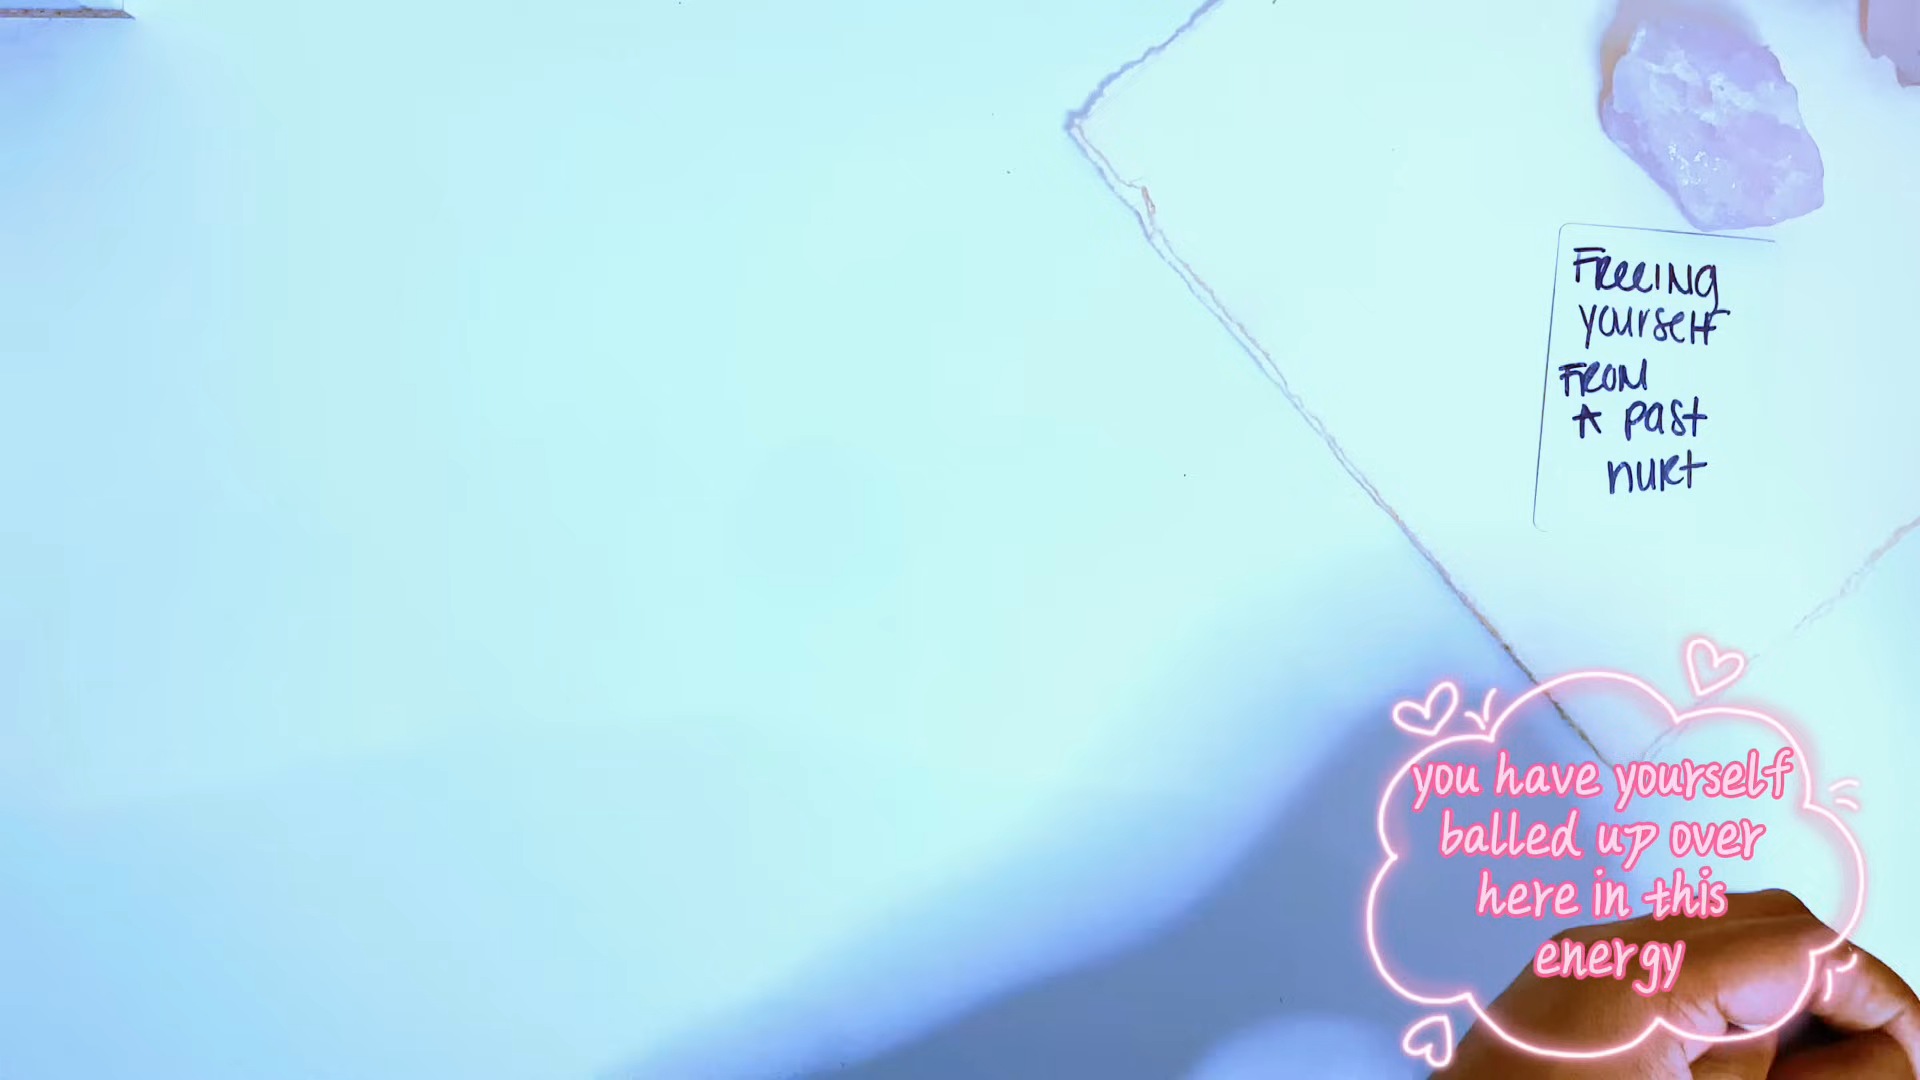 FREEING
yourself
FROM
A past
hurt
you have yourself
balled up over
here in this
energy